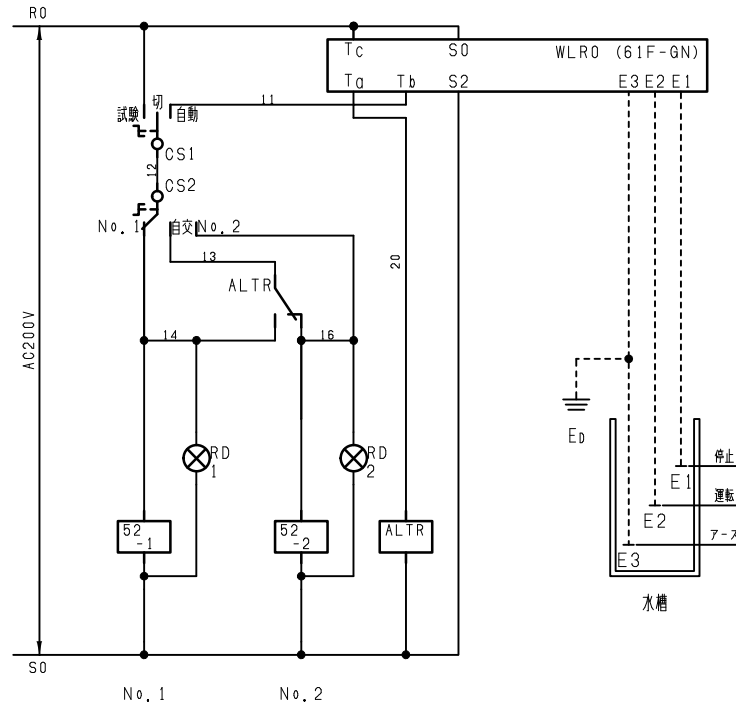 R0
Tc S0 WLR0 (61F-GN)
Ta Tb S2 E3 E2 E1
試験 切 自動 11
CS1
12
CS2
No.1 自交 No.2
13
20
ALTR
14 16
AC200V
RD
1
RD
2
ED
停止
E1
運転
E2
アース
E3
52
-1
52
-2
ALTR
水槽
S0
No.1 No.2